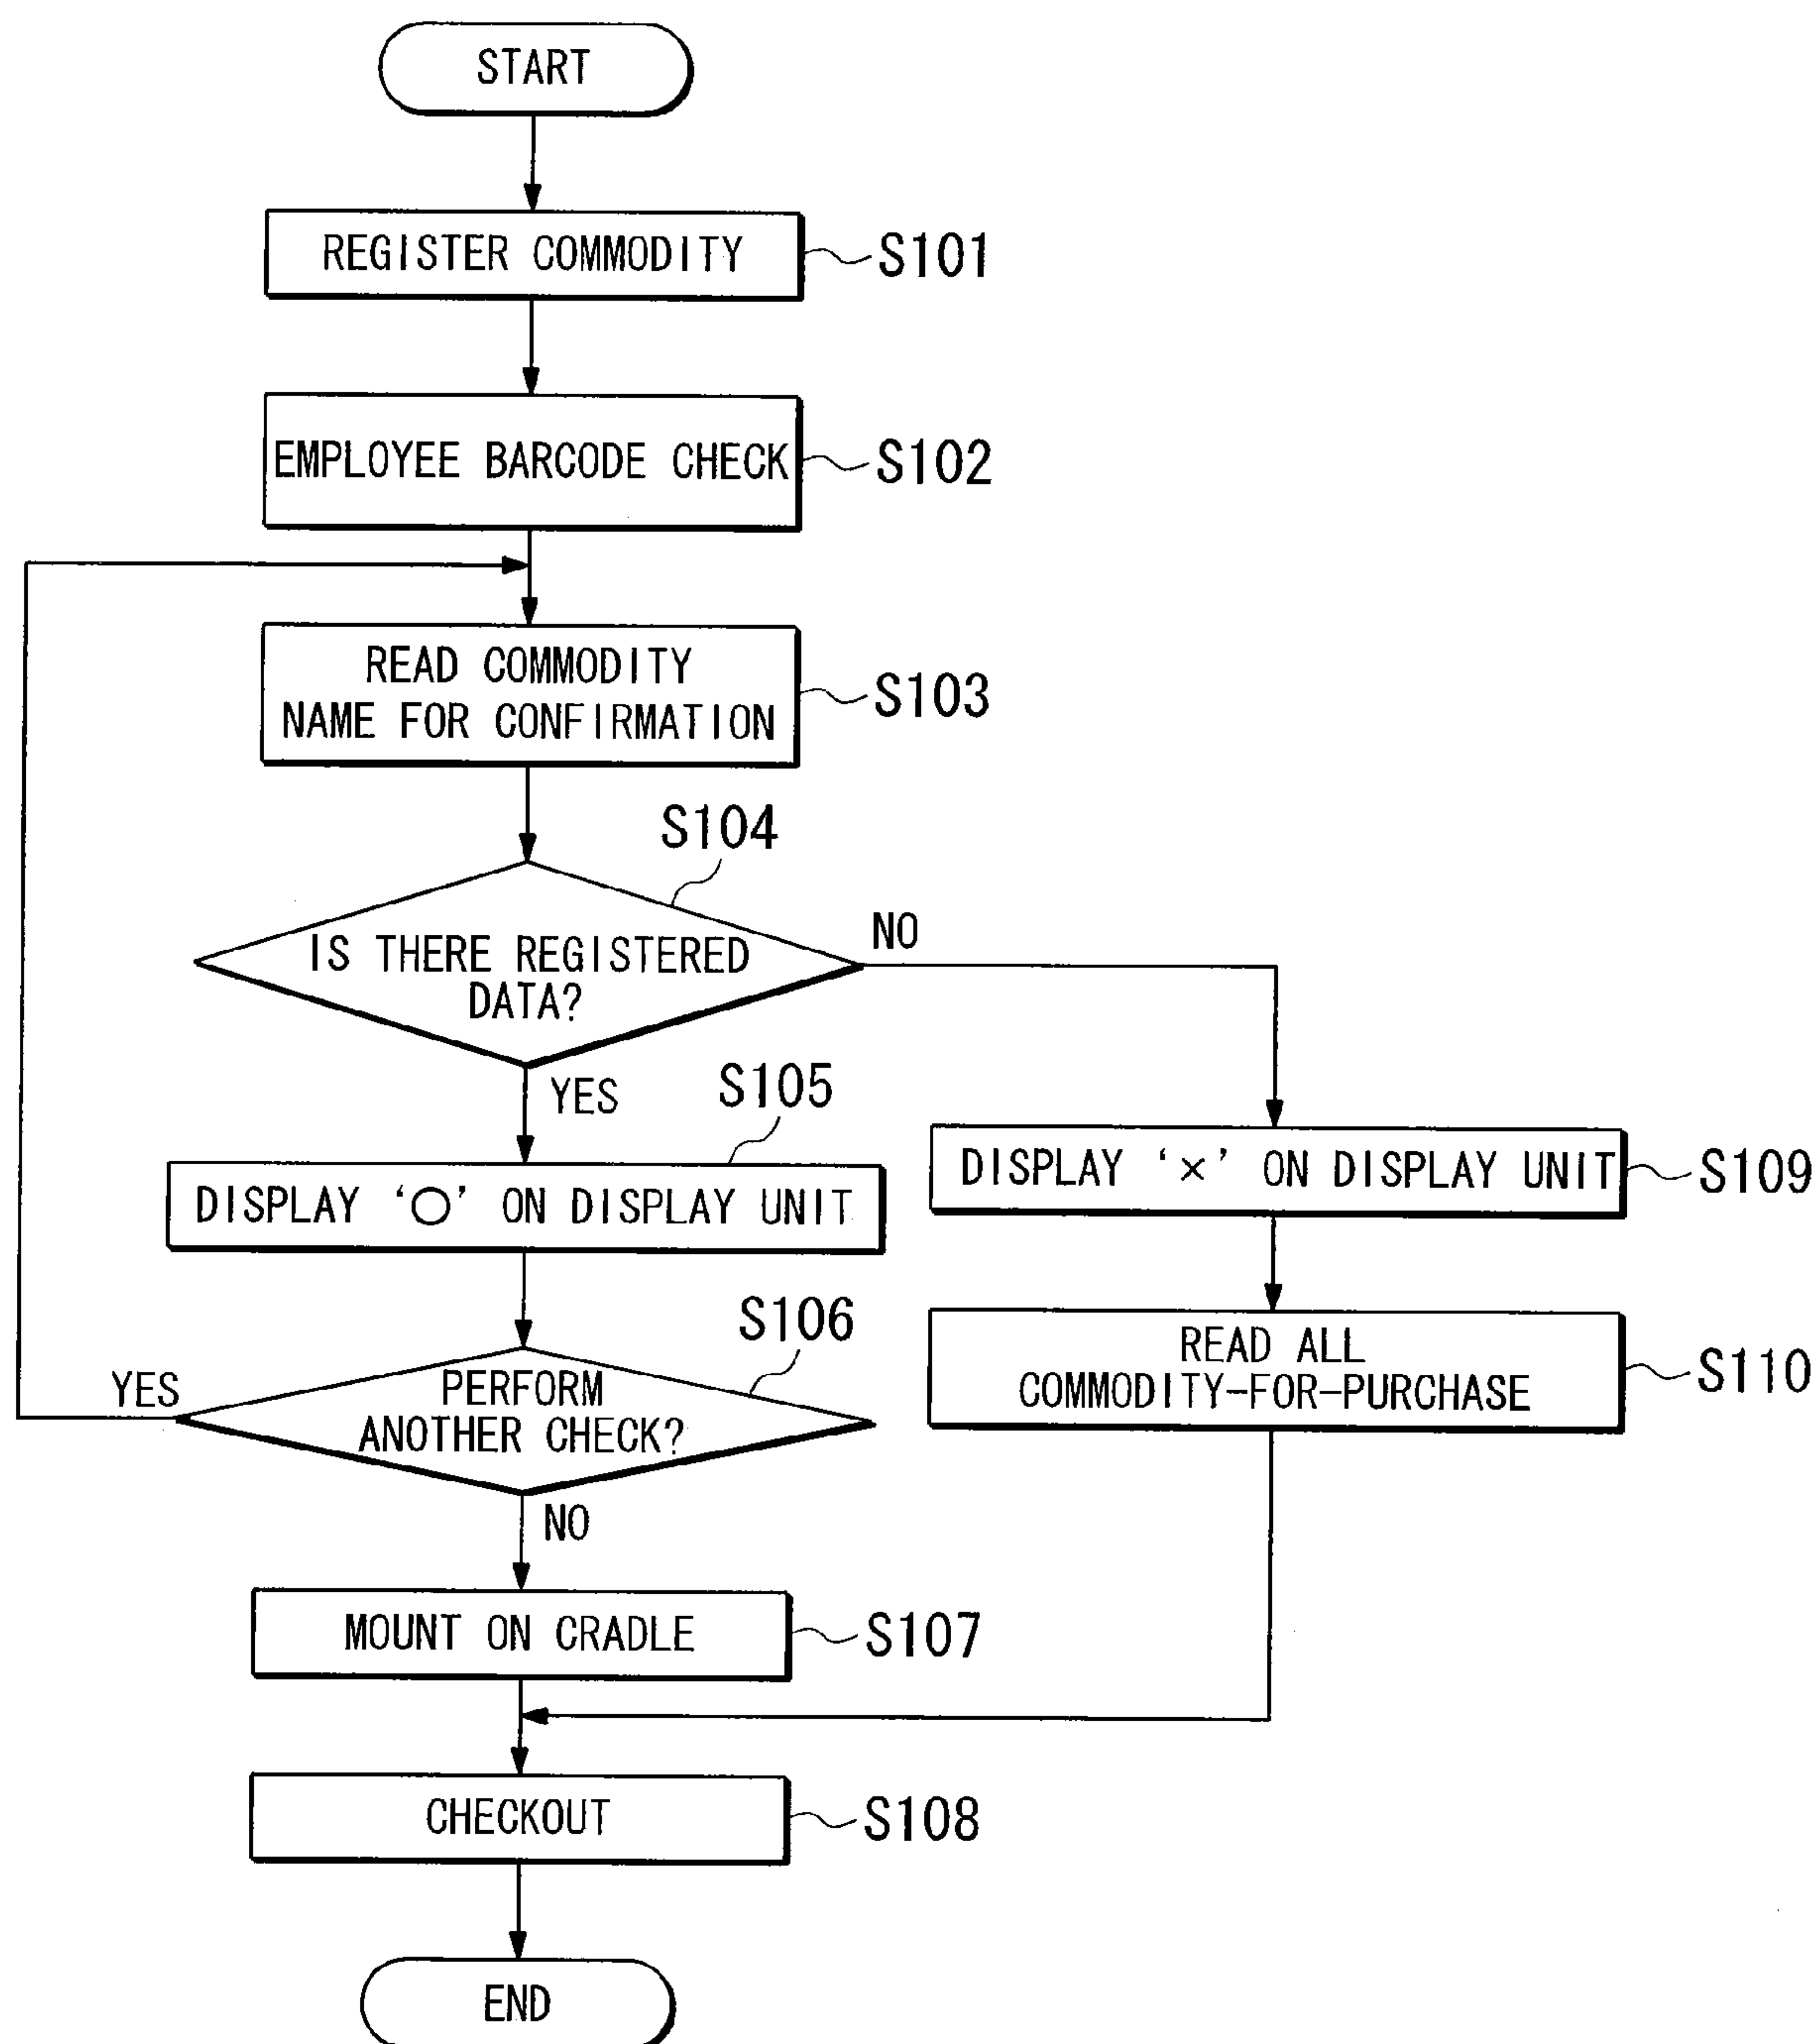 START
REGISTER COMMODITY
S101
EMPLOYEE BARCODE CHECK
S102
READ COMMODITY
NAME FOR CONFIRMATION
S103
S104
NO
IS THERE REGISTERED
DATA?
YES
S105
DISPLAY ‘○’ ON DISPLAY UNIT
DISPLAY ‘×’ ON DISPLAY UNIT
S109
S106
YES
PERFORM
ANOTHER CHECK?
READ ALL
COMMODITY-FOR-PURCHASE
S110
NO
MOUNT ON CRADLE
S107
CHECKOUT
S108
END